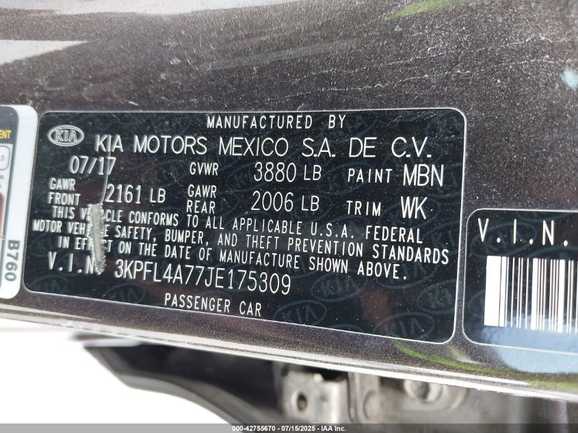 MANUFACTURED BY
KIA KIA MOTORS MEXICO S.A. DE C.V.
07/17 GVWR 3880 LB PAINT MBN
GAWR FRONT 2161 LB GAWR REAR 2006 LB TRIM WK
THIS VEHICLE CONFORMS TO ALL APPLICABLE U.S.A. FEDERAL
MOTOR VEHICLE SAFETY, BUMPER, AND THEFT PREVENTION STANDARDS
IN EFFECT ON THE DATE OF MANUFACTURE SHOWN ABOVE.
V.I.N. 3KPFL4A77JE175309
PASSENGER CAR
V.I.N.
B760
000-42755670 - 07/15/2025 - IAA Inc.